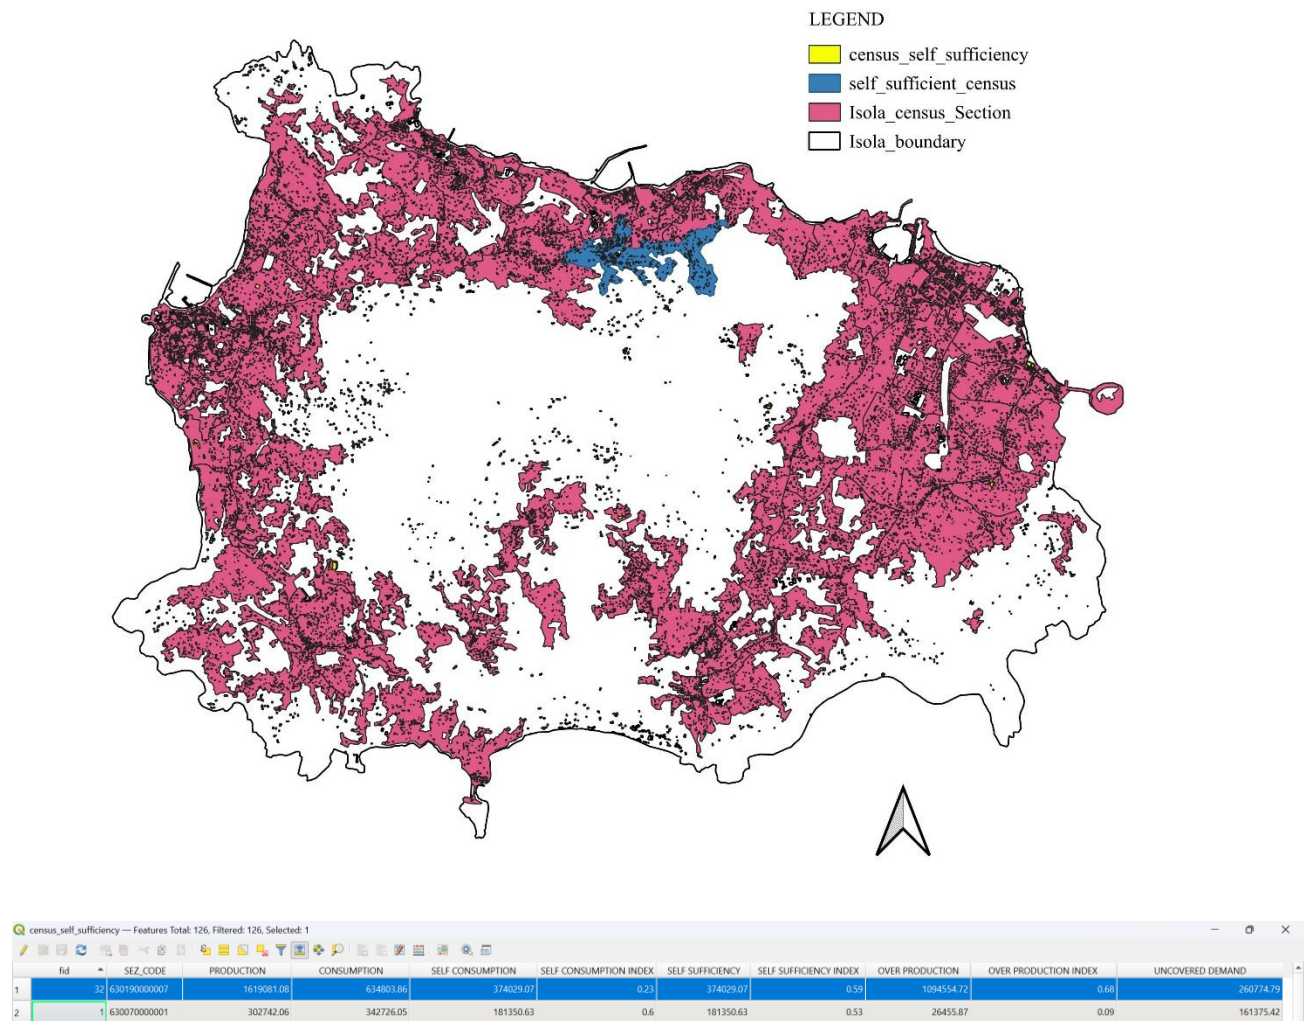 LEGEND
census_self_sufficiency
self_sufficient_census
Isola_census_Section
Isola_boundary
census_self_sufficiency — Features Total: 126, Filtered: 126, Selected: 1
fid SEZ_CODE PRODUCTION CONSUMPTION SELF CONSUMPTION SELF CONSUMPTION INDEX SELF SUFFICIENCY SELF SUFFICIENCY INDEX OVER PRODUCTION OVER PRODUCTION INDEX UNCOVERED DEMAND
1 32 630190000007 1619081.08 634803.86 374029.07 0.23 374029.07 0.59 1094554.72 0.68 260774.79
2 1 630070000001 302742.06 342726.05 181350.63 0.6 181350.63 0.53 26455.87 0.09 161375.42